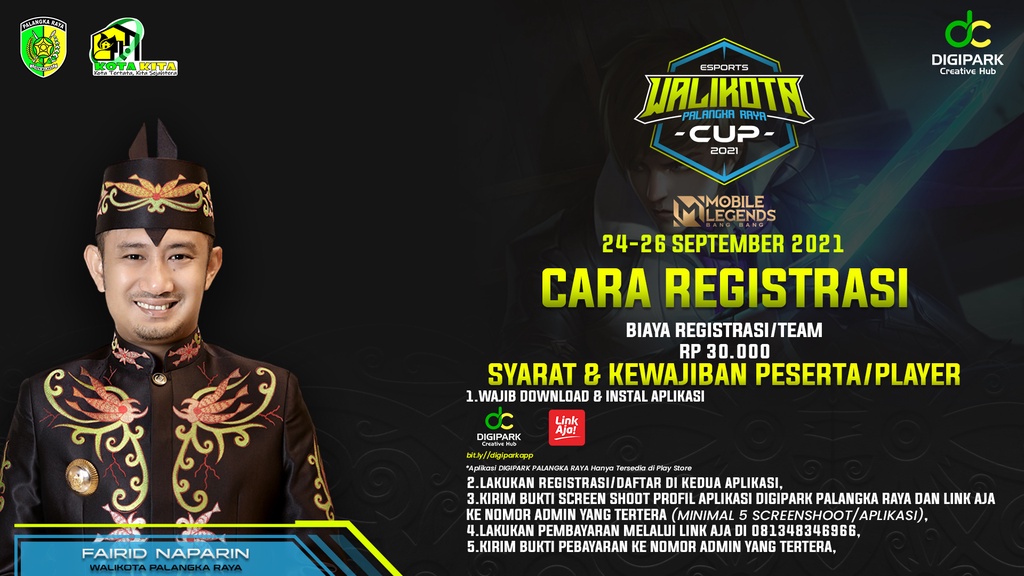 PALANGKA RAYA
KOTA KITA
Kota Tertata, Kita Sejahtera
DIGIPARK
Creative Hub
ESPORTS
WALIKOTA
PALANGKA RAYA
-CUP-
2021
MOBILE
LEGENDS
BANG BANG
24-26 SEPTEMBER 2021
CARA REGISTRASI
BIAYA REGISTRASI/TEAM
RP 30.000
SYARAT & KEWAJIBAN PESERTA/PLAYER
1.WAJIB DOWNLOAD & INSTAL APLIKASI
DIGIPARK
Creative Hub
Link
Aja!
bit.ly//digiparkapp
*Aplikasi DIGIPARK PALANGKA RAYA Hanya Tersedia di Play Store
2.LAKUKAN REGISTRASI/DAFTAR DI KEDUA APLIKASI,
3.KIRIM BUKTI SCREEN SHOOT PROFIL APLIKASI DIGIPARK PALANGKA RAYA DAN LINK AJA
KE NOMOR ADMIN YANG TERTERA (MINIMAL 5 SCREENSHOOT/APLIKASI),
4.LAKUKAN PEMBAYARAN MELALUI LINK AJA DI 081348346966,
5.KIRIM BUKTI PEBAYARAN KE NOMOR ADMIN YANG TERTERA,
FAIRID NAPARIN
WALIKOTA PALANGKA RAYA